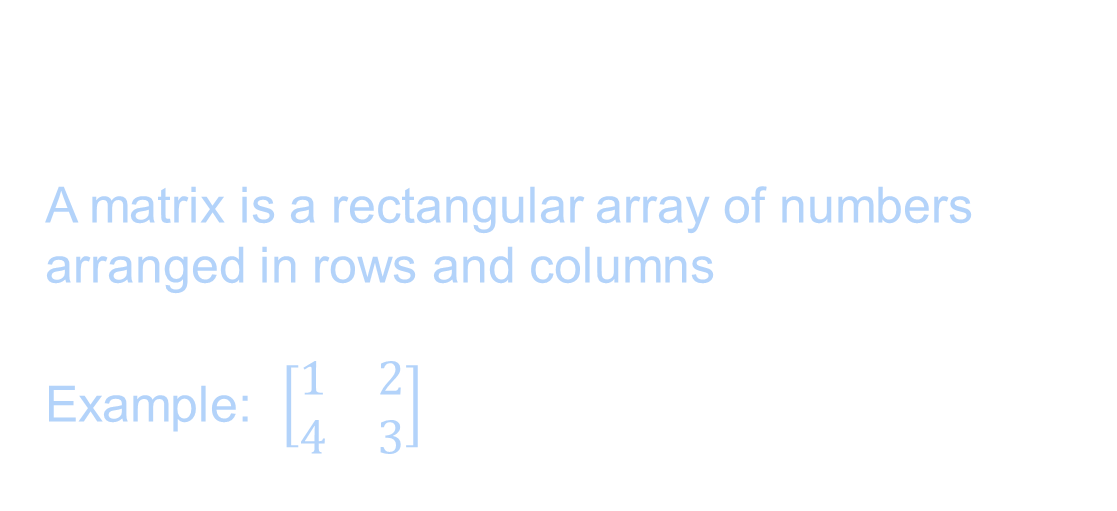 A matrix is a rectangular array of numbers
arranged in rows and columns
Example: [1 2
4 3]